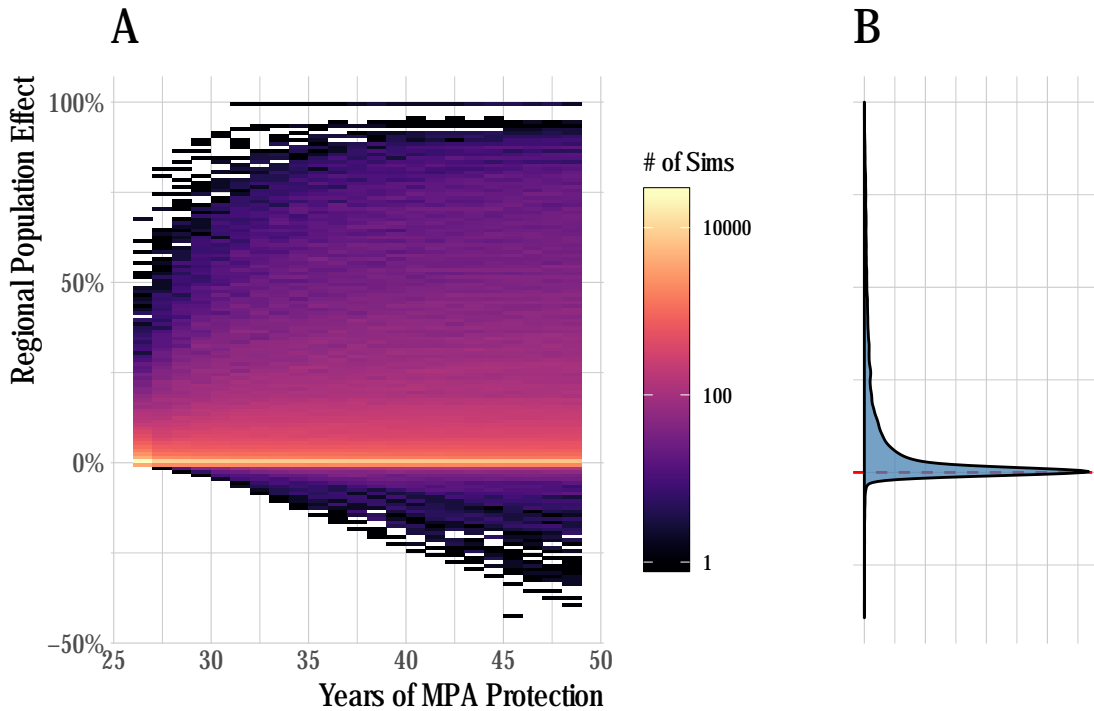 A
B
Regional Population Effect
100%
50%
0%
−50%
25
30
35
40
45
50
Years of MPA Protection
# of Sims
10000
100
1